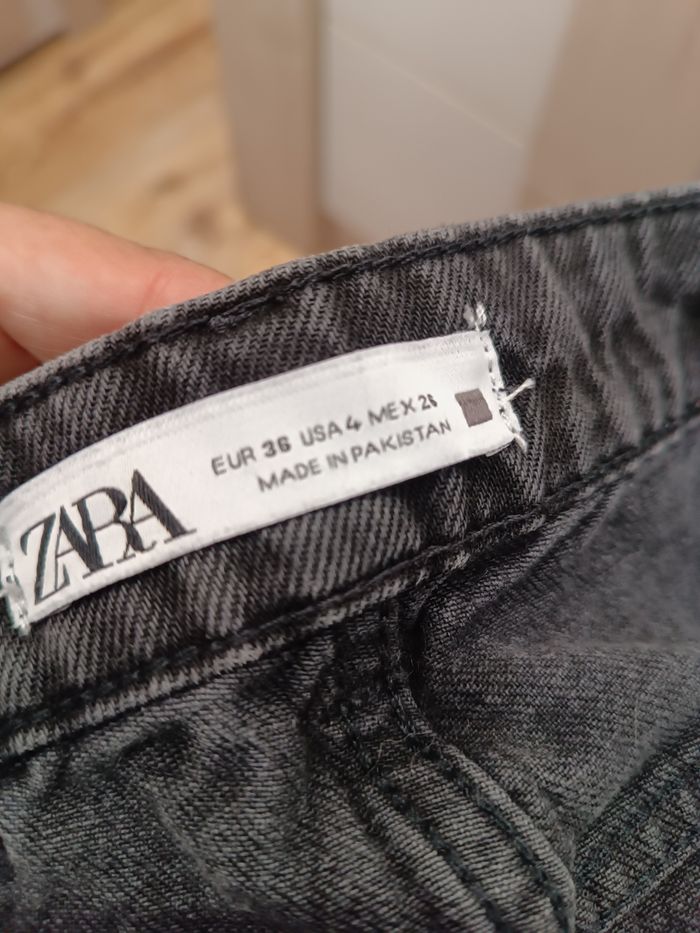 ZARA
EUR 36 USA 4 MEX 26
MADE IN PAKISTAN